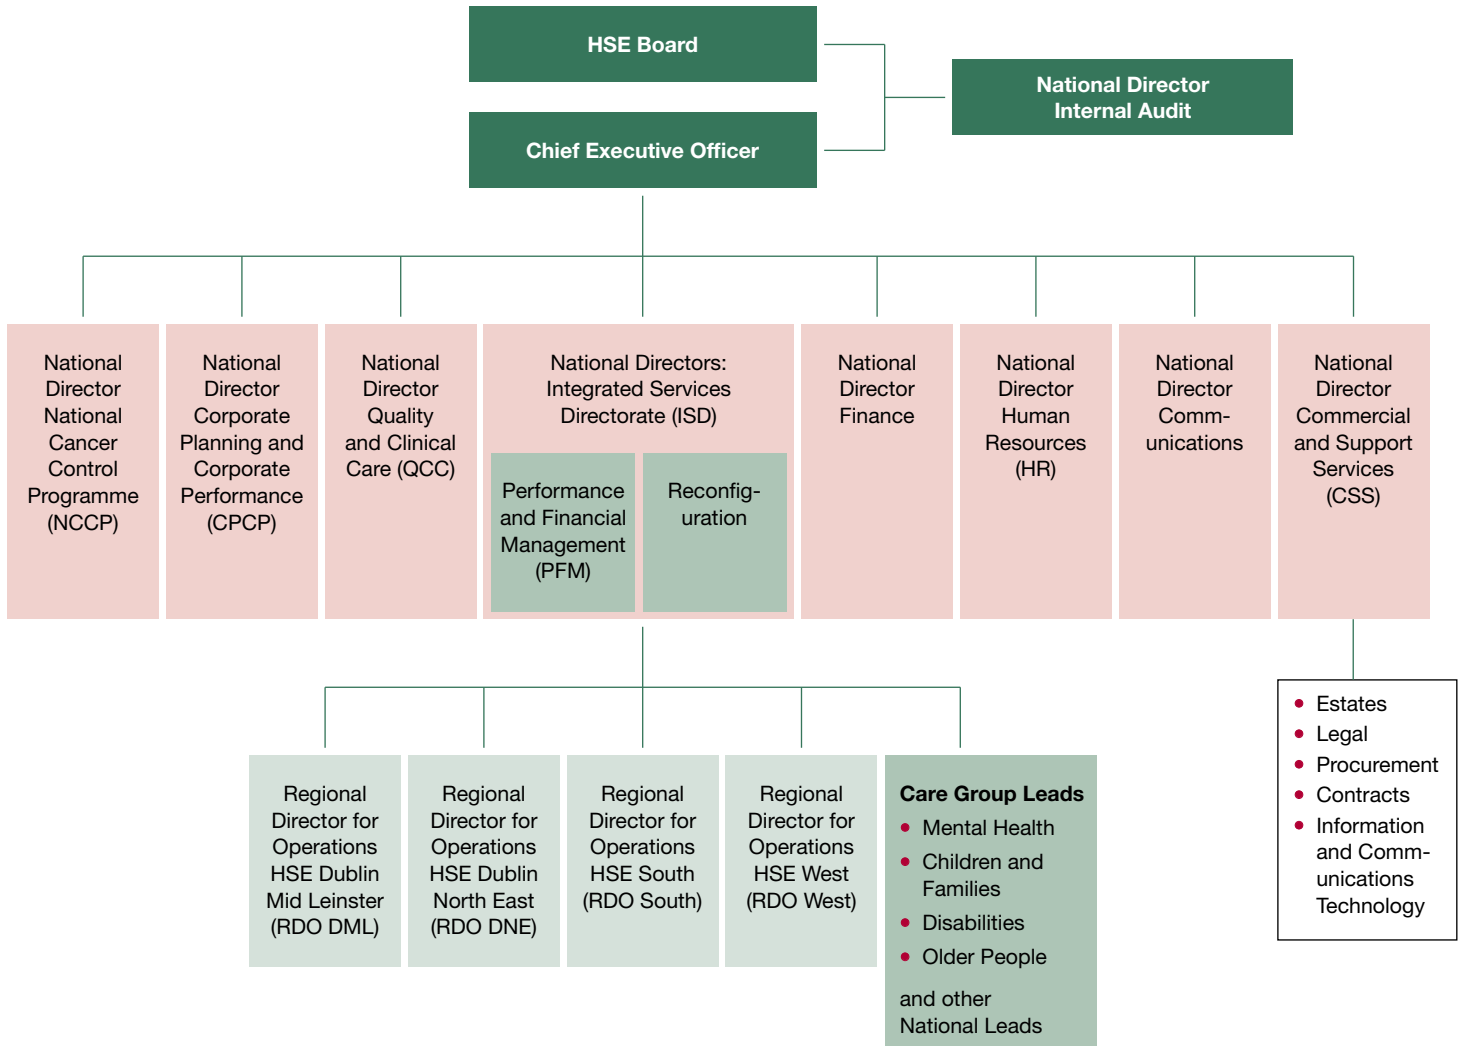 HSE Board
National Director
Internal Audit
Chief Executive Officer
National
Director
National
Cancer
Control
Programme
(NCCP)
National
Director
Corporate
Planning and
Corporate
Performance
(CPCP)
National
Director
Quality
and Clinical
Care (QCC)
National Directors:
Integrated Services
Directorate (ISD)
Performance
and Financial
Management
(PFM)
Reconfig-
uration
National
Director
Finance
National
Director
Human
Resources
(HR)
National
Director
Comm-
unications
National
Director
Commercial
and Support
Services
(CSS)
Regional
Director for
Operations
HSE Dublin
Mid Leinster
(RDO DML)
Regional
Director for
Operations
HSE Dublin
North East
(RDO DNE)
Regional
Director for
Operations
HSE South
(RDO South)
Regional
Director for
Operations
HSE West
(RDO West)
Care Group Leads
• Mental Health
• Children and
Families
• Disabilities
• Older People
and other
National Leads
• Estates
• Legal
• Procurement
• Contracts
• Information
and Comm-
unications
Technology